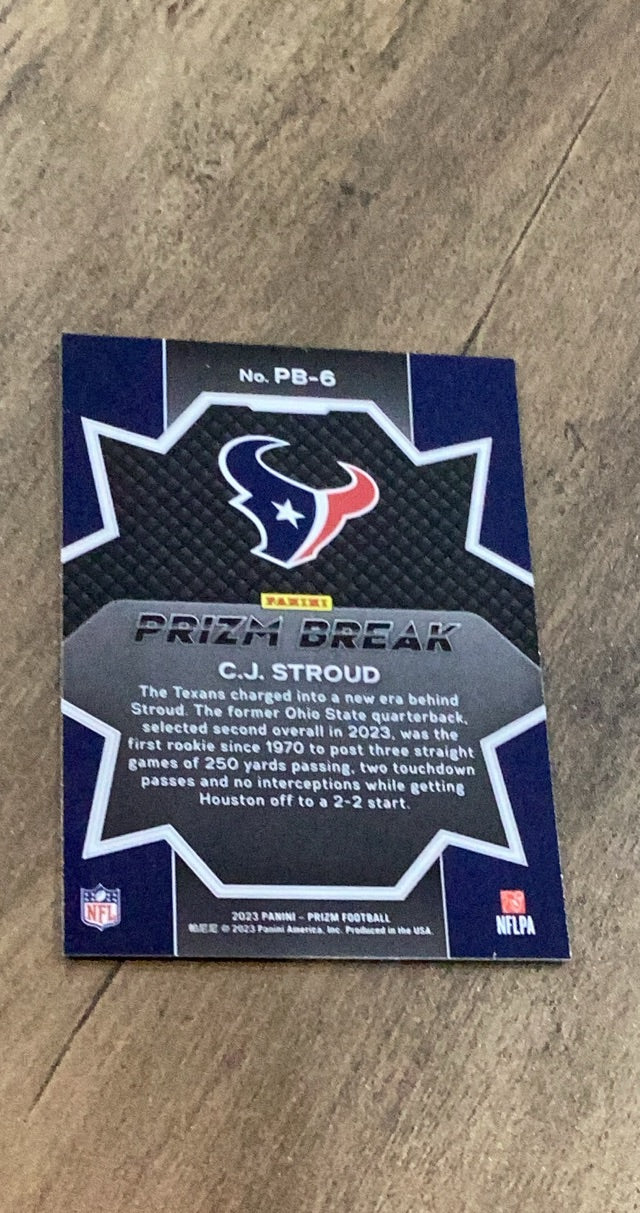 No. PB-6
PANINI
PRIZM BREAK
C.J. STROUD
The Texans charged into a new era behind
Stroud. The former Ohio State quarterback,
selected second overall in 2023, was the
first rookie since 1970 to post three straight
games of 250 yards passing, two touchdown
passes and no interceptions while getting
Houston off to a 2-2 start.
NFL
2023 PANINI – PRIZM FOOTBALL
帕尼尼 © 2023 Panini America, Inc. Produced in the USA.
NFLPA